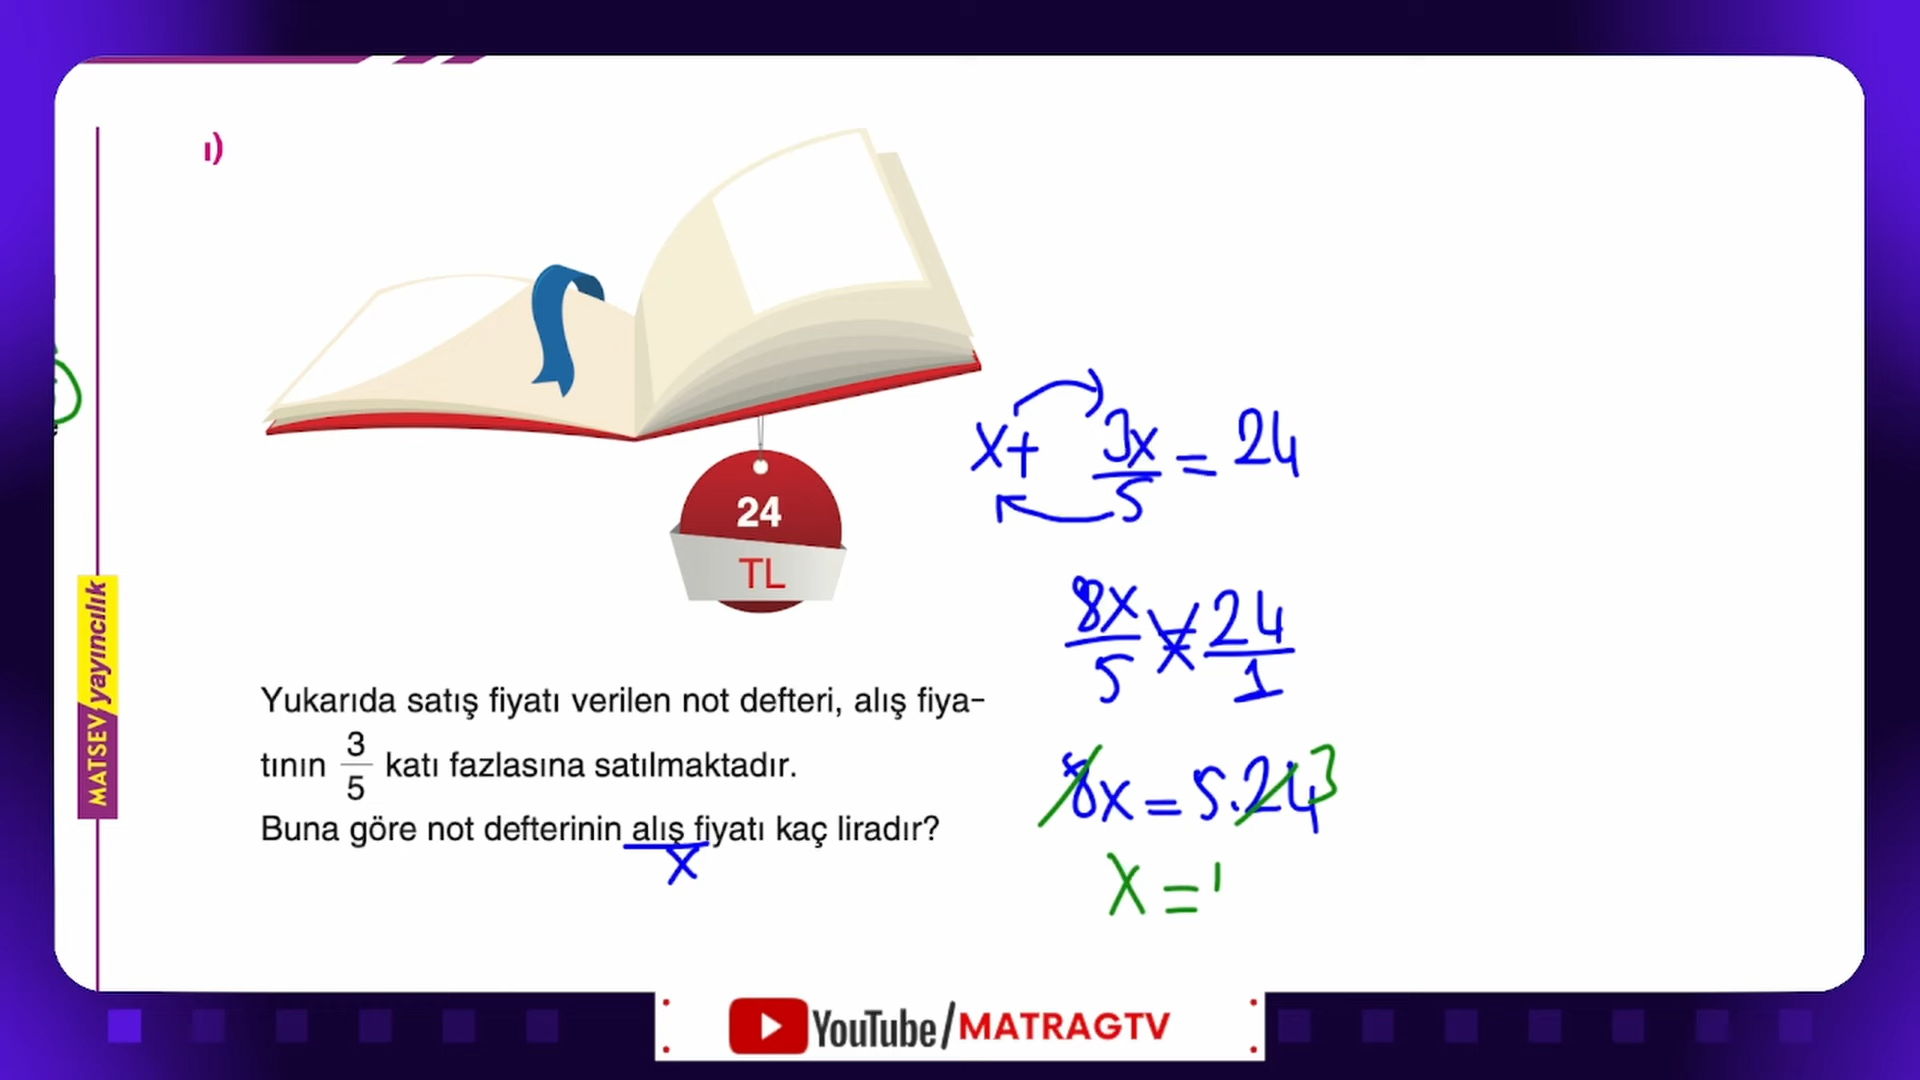 ı)
24
TL
x + 3x/5 = 24
8x/5 = 24/1
8x = 5.24 3
x = '
Yukarıda satış fiyatı verilen not defteri, alış fiya-
tının 3/5 katı fazlasına satılmaktadır.
Buna göre not defterinin alış fiyatı kaç liradır?
x
MATSEV yayıncılık
YouTube/MATRAGTV